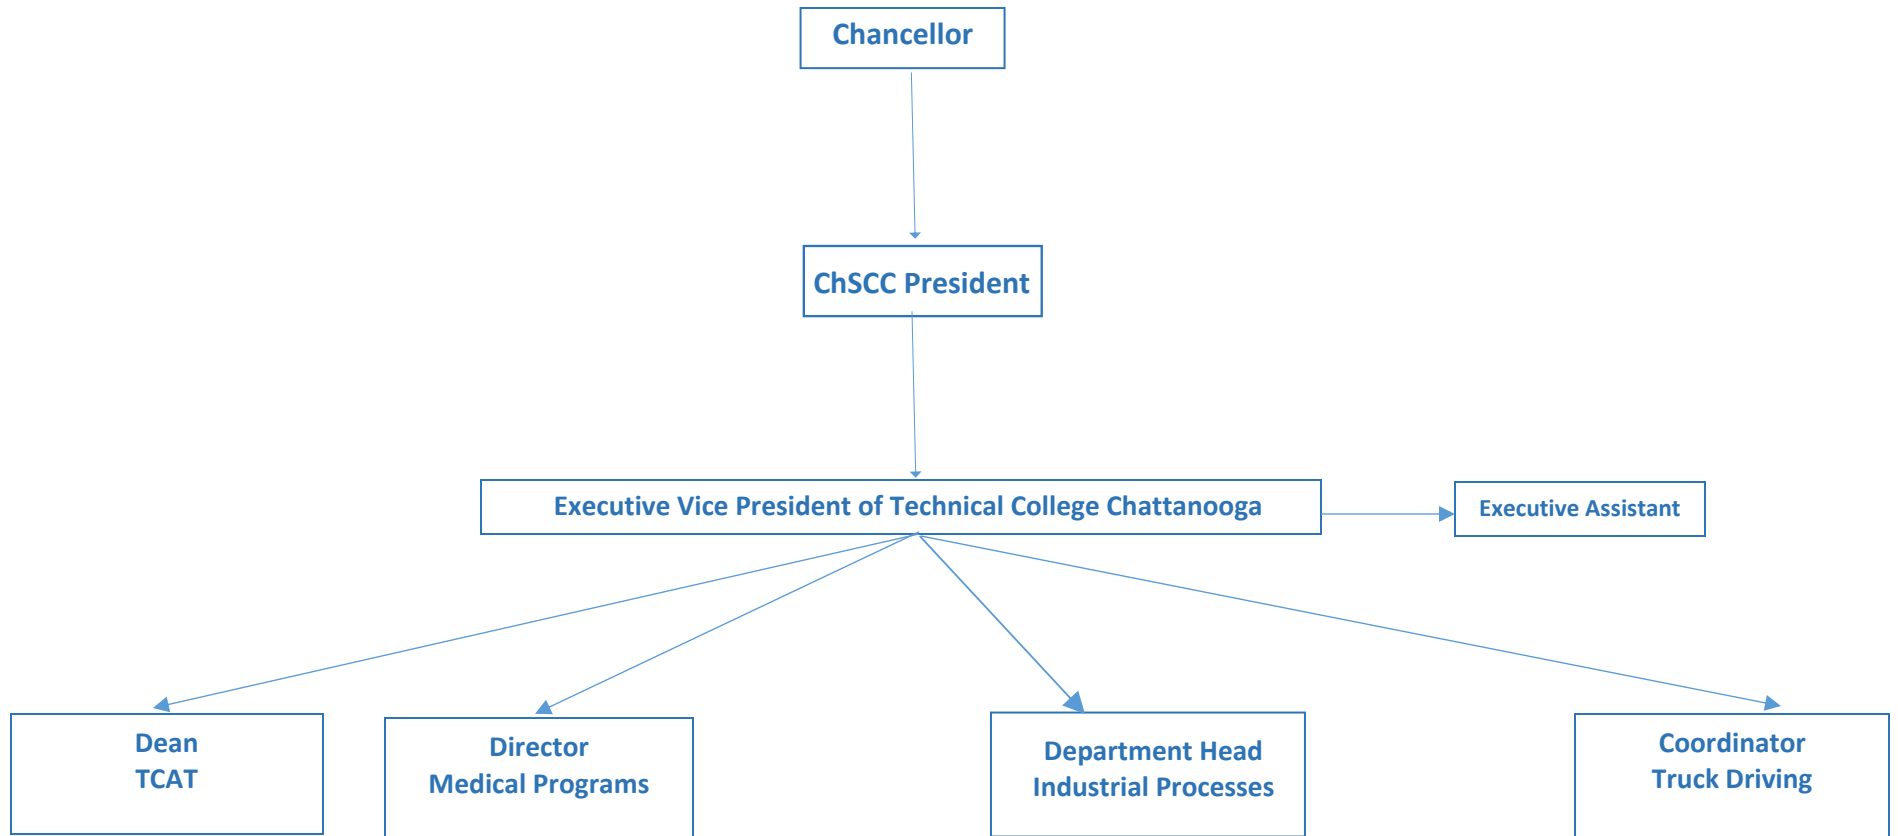 Chancellor
ChSCC President
Executive Vice President of Technical College Chattanooga
Executive Assistant
Dean
TCAT
Director
Medical Programs
Department Head
Industrial Processes
Coordinator
Truck Driving